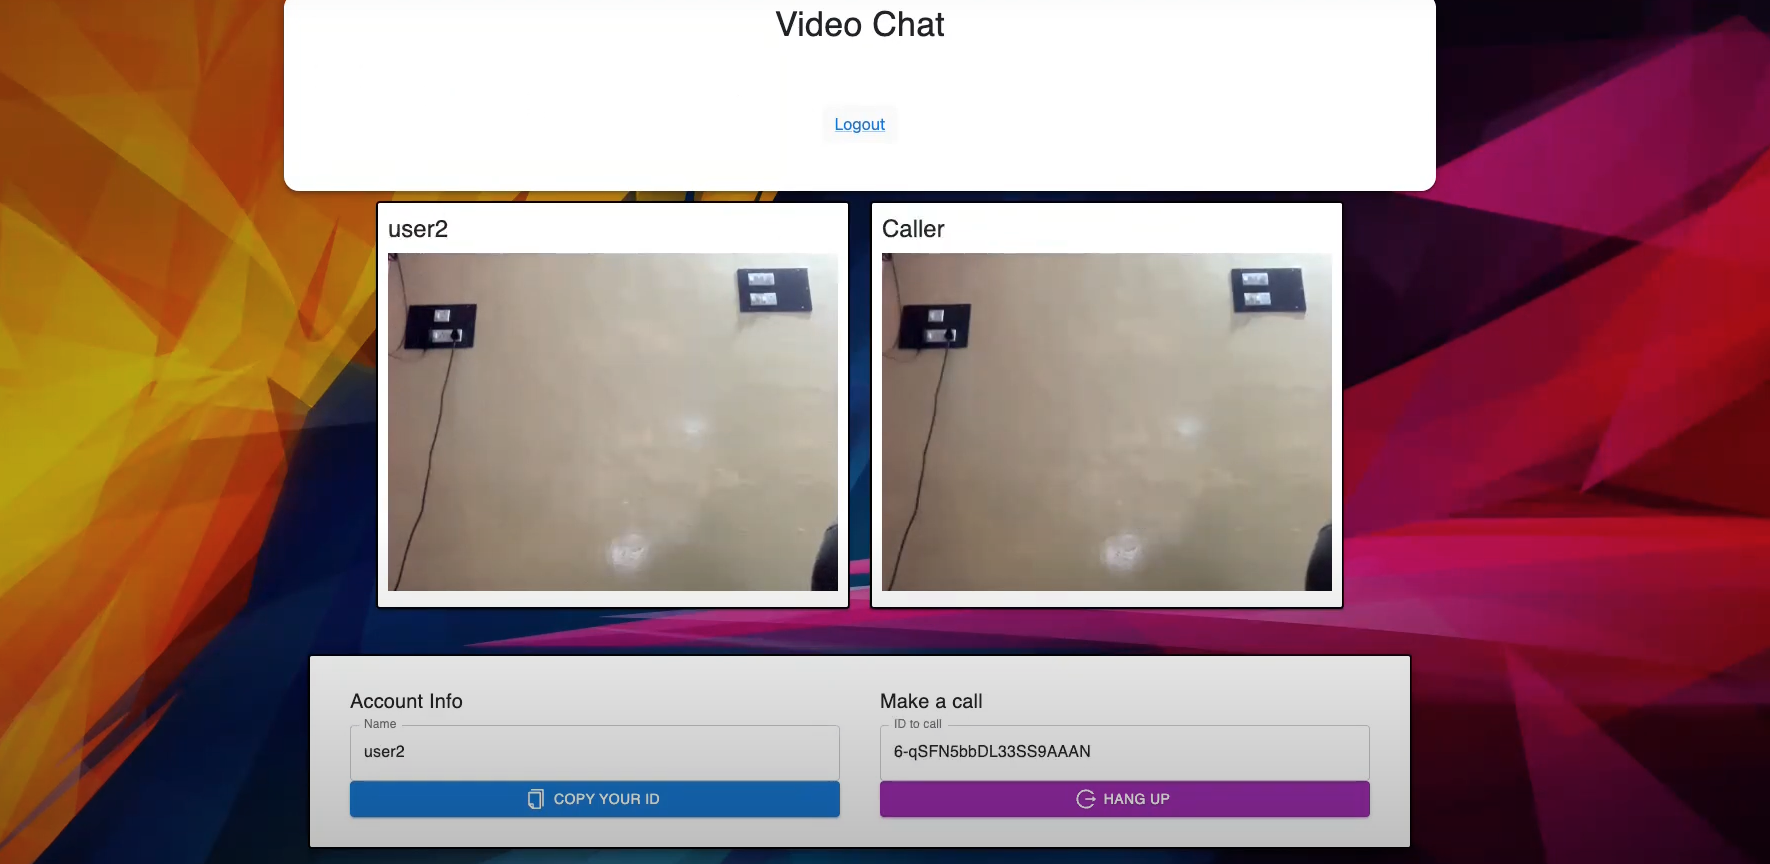 Video Chat
Logout
user2
Caller
Account Info
Name
user2
COPY YOUR ID
Make a call
ID to call
6-qSFN5bbDL33SS9AAAN
HANG UP